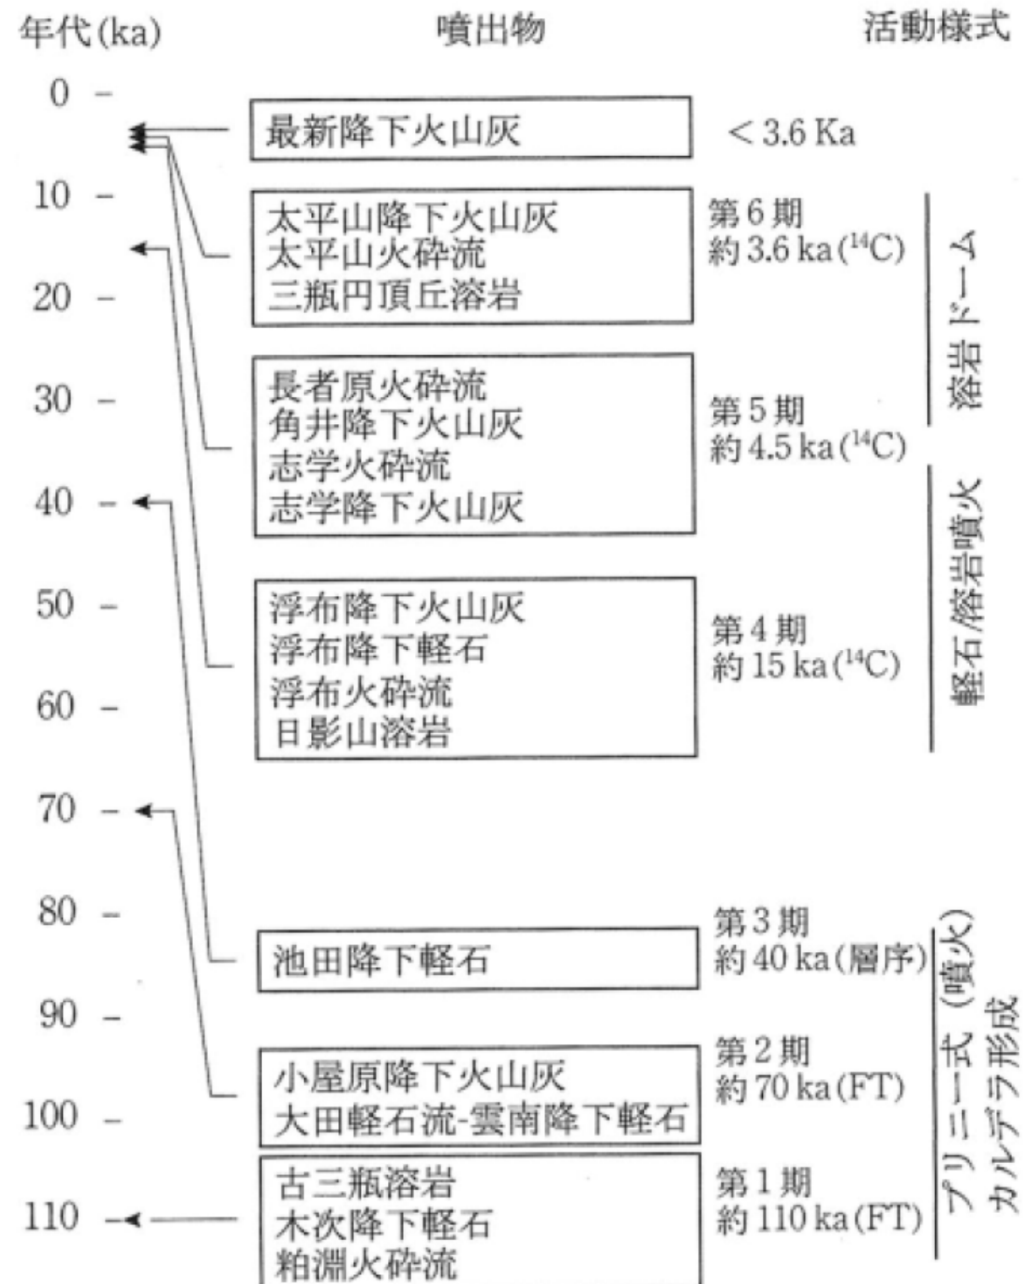 年代(ka) 噴出物 活動様式
0
最新降下火山灰 < 3.6 Ka
10
太平山降下火山灰
太平山火砕流
三瓶円頂丘溶岩
第6期
約3.6 ka(¹⁴C)
20
溶岩ドーム
30
長者原火砕流
角井降下火山灰
志学火砕流
志学降下火山灰
第5期
約4.5 ka(¹⁴C)
40
50
浮布降下火山灰
浮布降下軽石
浮布火砕流
日影山溶岩
第4期
約15 ka(¹⁴C)
60
軽石/溶岩噴火
70
80
池田降下軽石
第3期
約40 ka(層序)
90
小屋原降下火山灰
大田軽石流-雲南降下軽石
第2期
約70 ka(FT)
100
110
古三瓶溶岩
木次降下軽石
粕淵火砕流
第1期
約110 ka(FT)
プリニー式(噴火)
カルデラ形成